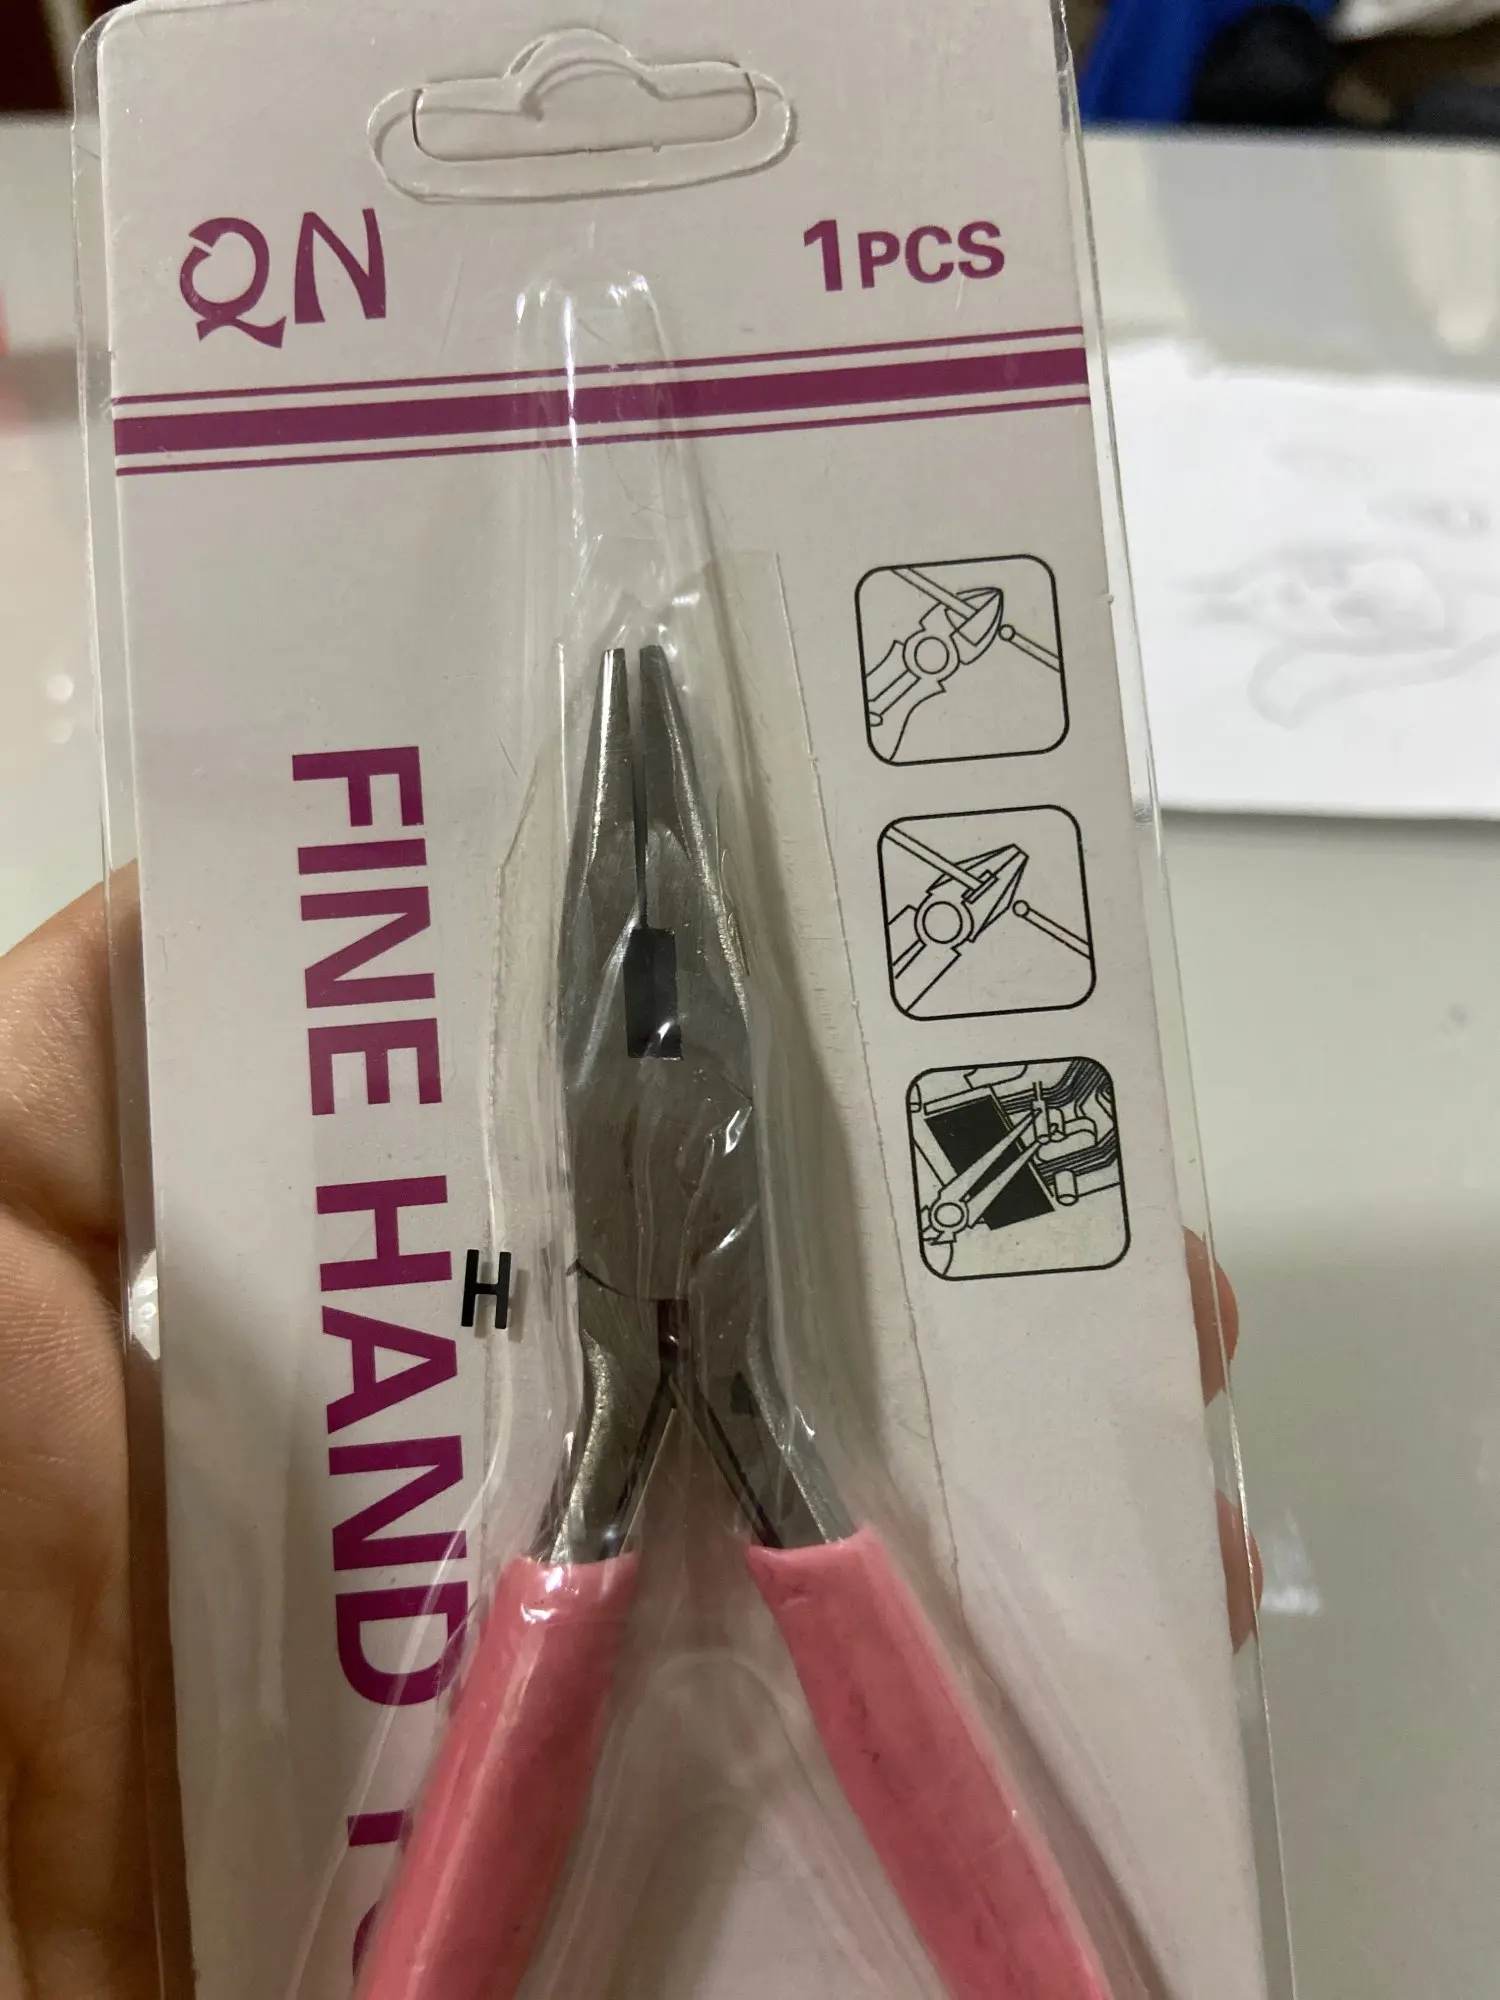 QN
1PCS
FINE HAND
H